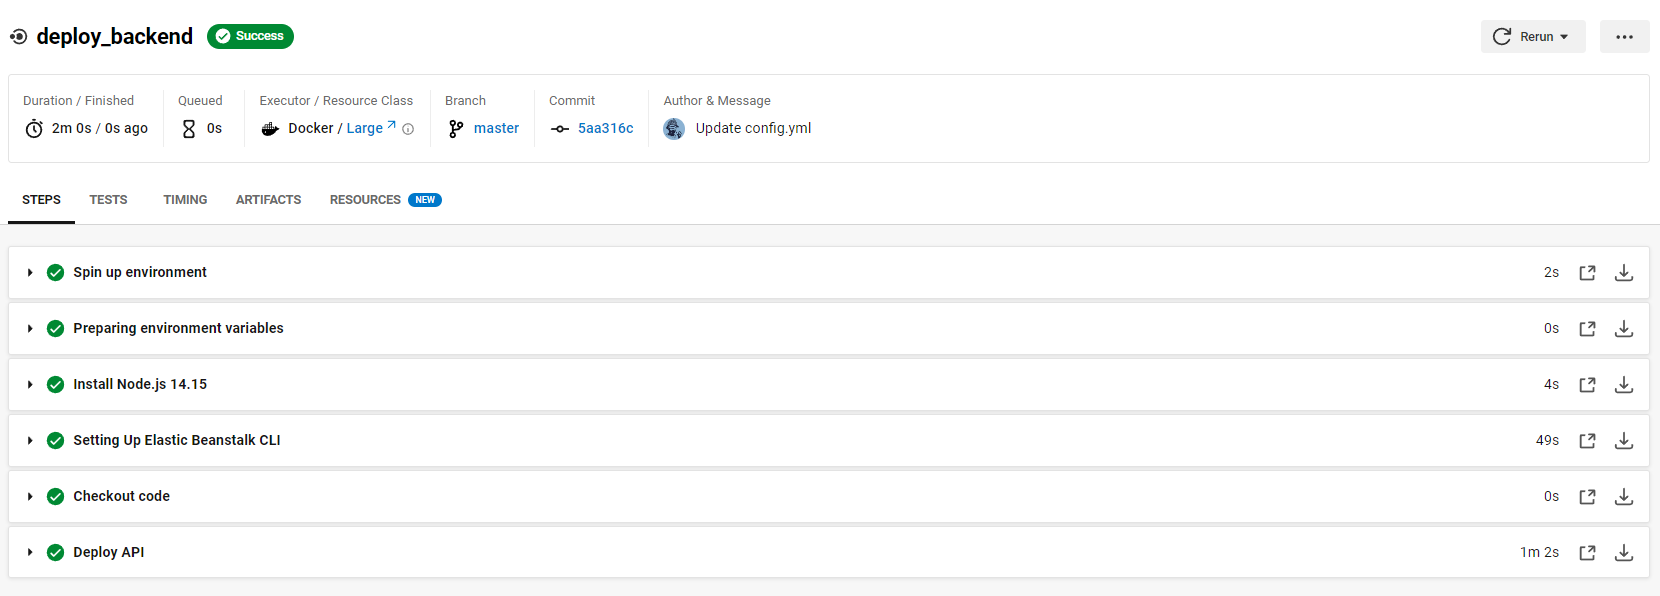 deploy_backend Success Rerun
Duration / Finished Queued Executor / Resource Class Branch Commit Author & Message
2m 0s / 0s ago 0s Docker / Large master 5aa316c Update config.yml
STEPS TESTS TIMING ARTIFACTS RESOURCES NEW
Spin up environment 2s
Preparing environment variables 0s
Install Node.js 14.15 4s
Setting Up Elastic Beanstalk CLI 49s
Checkout code 0s
Deploy API 1m 2s